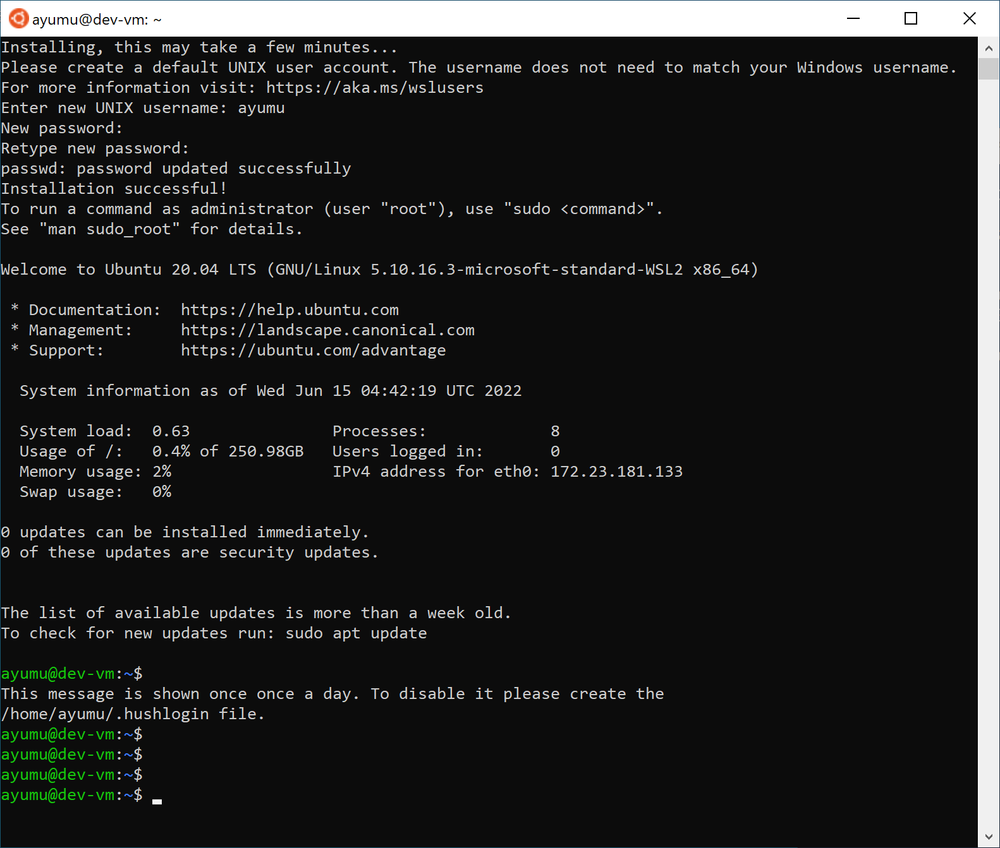 ayumu@dev-vm: ~
Installing, this may take a few minutes...
Please create a default UNIX user account. The username does not need to match your Windows username.
For more information visit: https://aka.ms/wslusers
Enter new UNIX username: ayumu
New password:
Retype new password:
passwd: password updated successfully
Installation successful!
To run a command as administrator (user "root"), use "sudo <command>".
See "man sudo_root" for details.
Welcome to Ubuntu 20.04 LTS (GNU/Linux 5.10.16.3-microsoft-standard-WSL2 x86_64)
* Documentation:  https://help.ubuntu.com
* Management:     https://landscape.canonical.com
* Support:        https://ubuntu.com/advantage
System information as of Wed Jun 15 04:42:19 UTC 2022
System load:  0.63               Processes:             8
Usage of /:   0.4% of 250.98GB   Users logged in:       0
Memory usage: 2%                 IPv4 address for eth0: 172.23.181.133
Swap usage:   0%
0 updates can be installed immediately.
0 of these updates are security updates.
The list of available updates is more than a week old.
To check for new updates run: sudo apt update
ayumu@dev-vm:~$
This message is shown once once a day. To disable it please create the
/home/ayumu/.hushlogin file.
ayumu@dev-vm:~$
ayumu@dev-vm:~$
ayumu@dev-vm:~$
ayumu@dev-vm:~$